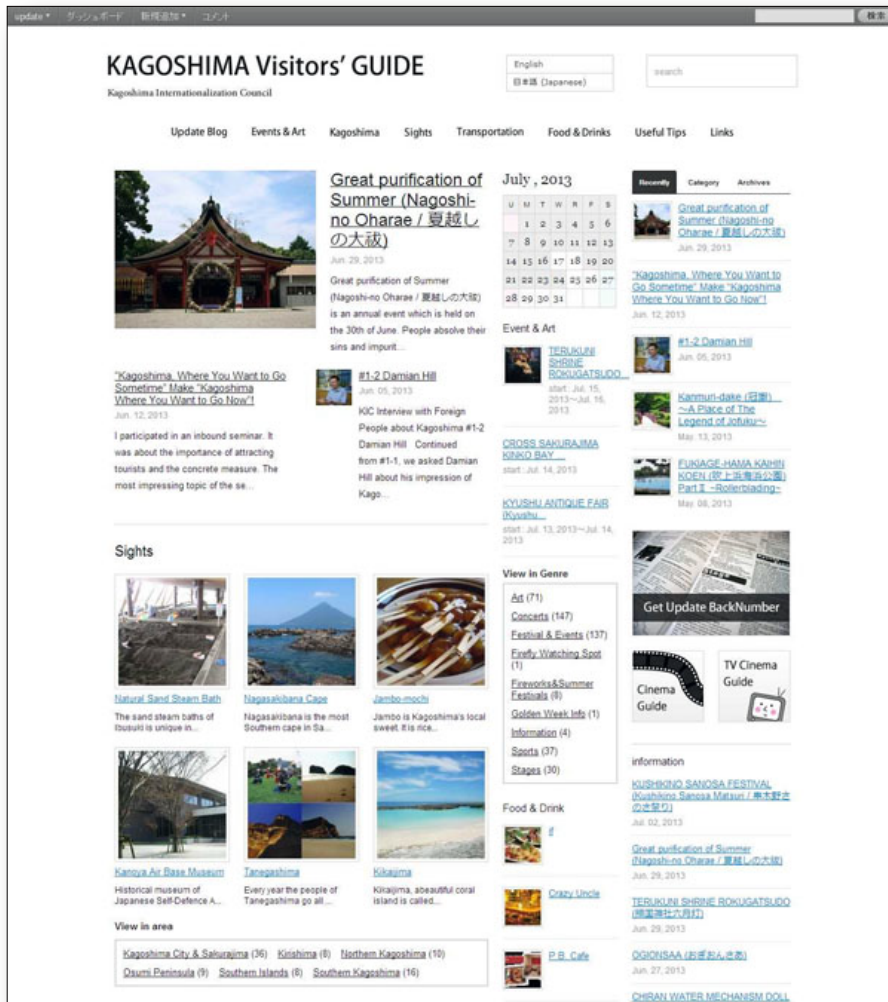 update ダッシュボード 新規追加 コメント
検索
KAGOSHIMA Visitors' GUIDE
Kagoshima Internationalization Council
English
日本語 (Japanese)
search
Update Blog Events & Art Kagoshima Sights Transportation Food & Drinks Useful Tips Links
Great purification of
Summer (Nagoshi-
no Oharae / 夏越し
の大祓)
Jun. 29, 2013
Great purification of Summer
(Nagoshi-no Oharae / 夏越しの大祓)
is an annual event which is held on
the 30th of June. People absolve their
sins and impurit...
"Kagoshima, Where You Want to Go
Sometime" Make "Kagoshima
Where You Want to Go Now"!
Jun. 12, 2013
I participated in an inbound seminar. It
was about the importance of attracting
tourists and the concrete measure. The
most impressing topic of the se...
#1-2 Damian Hill
Jun. 05, 2013
KIC Interview with Foreign
People about Kagoshima #1-2
Damian Hill Continued
from #1-1, we asked Damian
Hill about his impression of
Kago...
Sights
Natural Sand Steam Bath
The sand steam baths of
Ibusuki is unique in...
Nagasakibana Cape
Nagasakibana is the most
Southern cape in Sa...
Jambo-mochi
Jambo is Kagoshima's local
sweet. It is rice...
Kanoya Air Base Museum
Historical museum of
Japanese Self-Defence A...
Tanegashima
Every year the people of
Tanegashima go all...
Kikaijima
Kikaijima, abeautiful coral
island is called...
View in area
Kagoshima City & Sakurajima (36) Kirishima (8) Northern Kagoshima (10)
Osumi Peninsula (9) Southern Islands (8) Southern Kagoshima (16)
July , 2013
U M T W R F S
1 2 3 4 5 6
7 8 9 10 11 12 13
14 15 16 17 18 19 20
21 22 23 24 25 26 27
28 29 30 31
Event & Art
TERUKUNI
SHRINE
ROKUGATSUDO...
start : Jul. 15,
2013～Jul. 16,
2013
CROSS SAKURAJIMA
KINKO BAY...
start : Jul. 14, 2013
KYUSHU ANTIQUE FAIR
(Kyushu...
start : Jul. 13, 2013～Jul. 14,
2013
View in Genre
Art (71)
Concerts (147)
Festival & Events (137)
Firefly Watching Spot
(1)
Fireworks&Summer
Festivals (8)
Golden Week Info (1)
Information (4)
Sports (37)
Stages (30)
Food & Drink
if
Crazy Uncle
P.B. Cafe
Recently Category Archives
Great purification of
Summer (Nagoshi-no
Oharae / 夏越しの大祓)
Jun. 29, 2013
"Kagoshima, Where You Want to
Go Sometime" Make "Kagoshima
Where You Want to Go Now"!
Jun. 12, 2013
#1-2 Damian Hill
Jun. 05, 2013
Kanmuri-dake (冠嶽)
～A Place of The
Legend of Jofuku～
May. 13, 2013
FUKIAGE-HAMA KAIHIN
KOEN (吹上浜海浜公園)
Part Ⅱ ~Rollerblading~
May. 08, 2013
Get Update BackNumber
Cinema
Guide
TV Cinema
Guide
information
KUSHIKINO SANOSA FESTIVAL
(Kushikino Sanosa Matsuri / 串木野さ
のさ祭り)
Jul. 02, 2013
Great purification of Summer
(Nagoshi-no Oharae / 夏越しの大祓)
Jun. 29, 2013
TERUKUNI SHRINE ROKUGATSUDO
(照国神社六月灯)
Jun. 29, 2013
OGIONSAA (おぎおんさあ)
Jun. 27, 2013
CHIRAN WATER MECHANISM DOLL